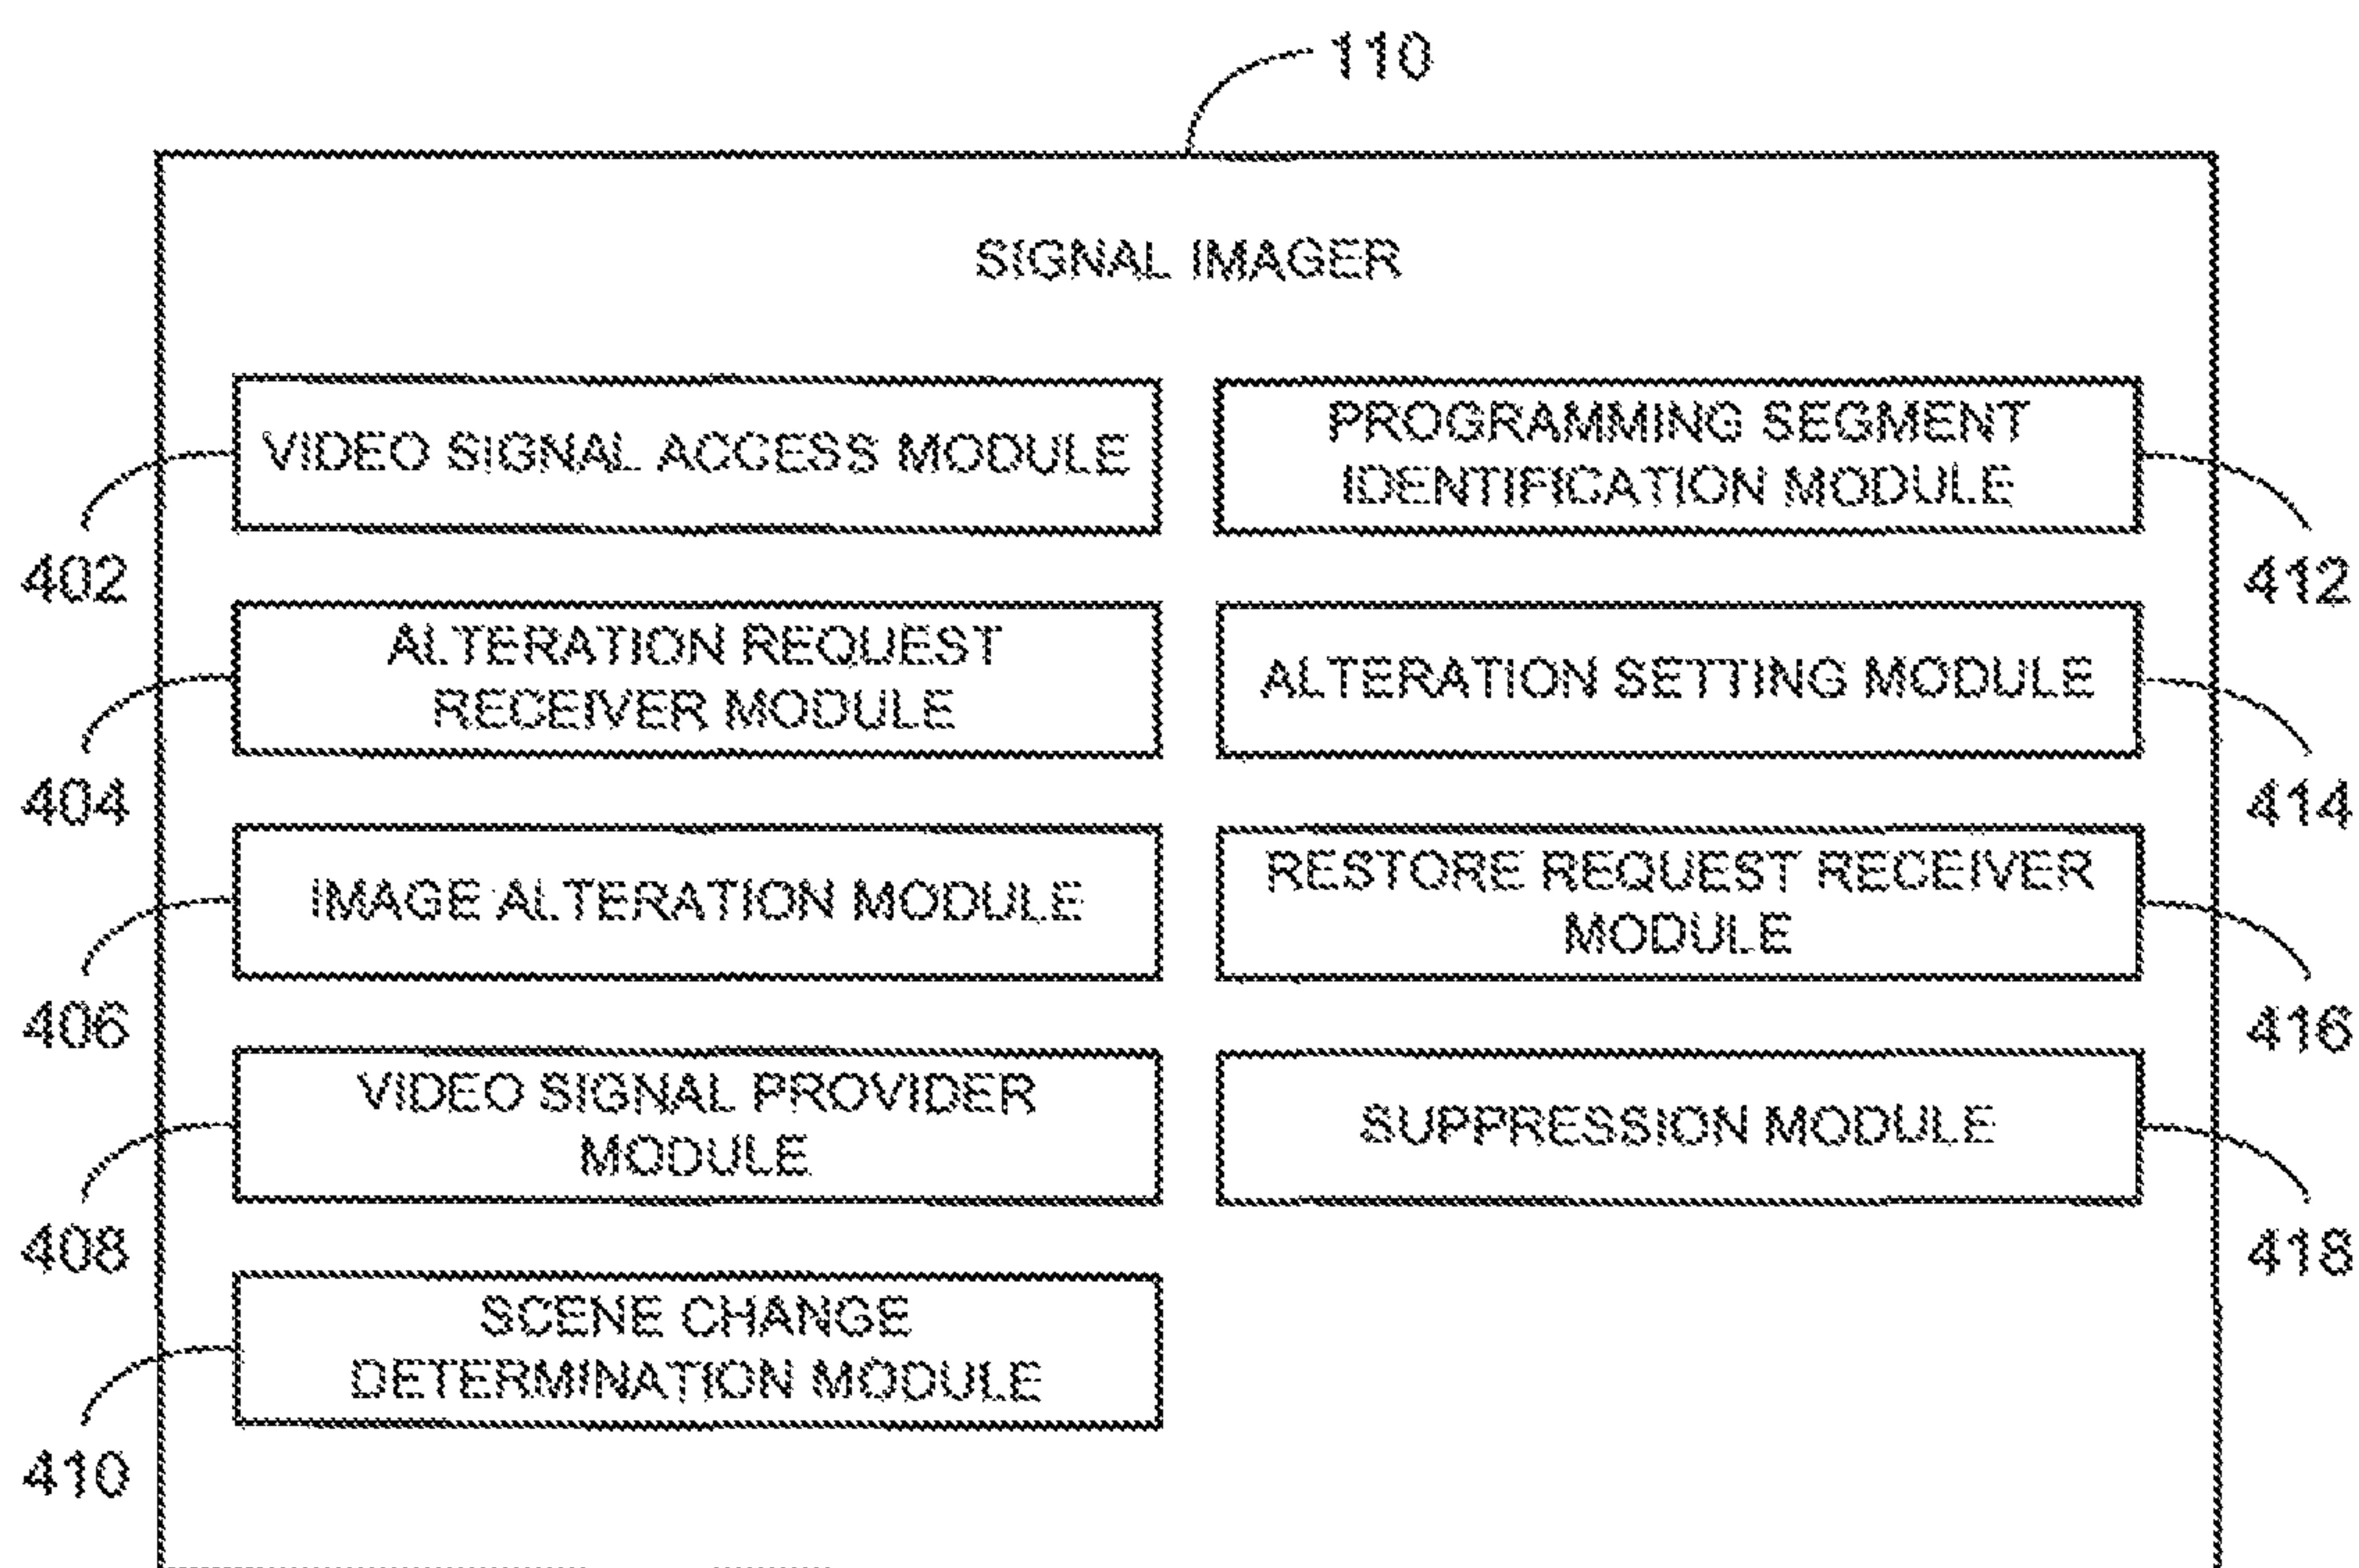 110
SIGNAL IMAGER
VIDEO SIGNAL ACCESS MODULE
402
ALTERATION REQUEST
RECEIVER MODULE
404
IMAGE ALTERATION MODULE
406
VIDEO SIGNAL PROVIDER
MODULE
408
SCENE CHANGE
DETERMINATION MODULE
410
PROGRAMMING SEGMENT
IDENTIFICATION MODULE
412
ALTERATION SETTING MODULE
414
RESTORE REQUEST RECEIVER
MODULE
416
SUPPRESSION MODULE
418